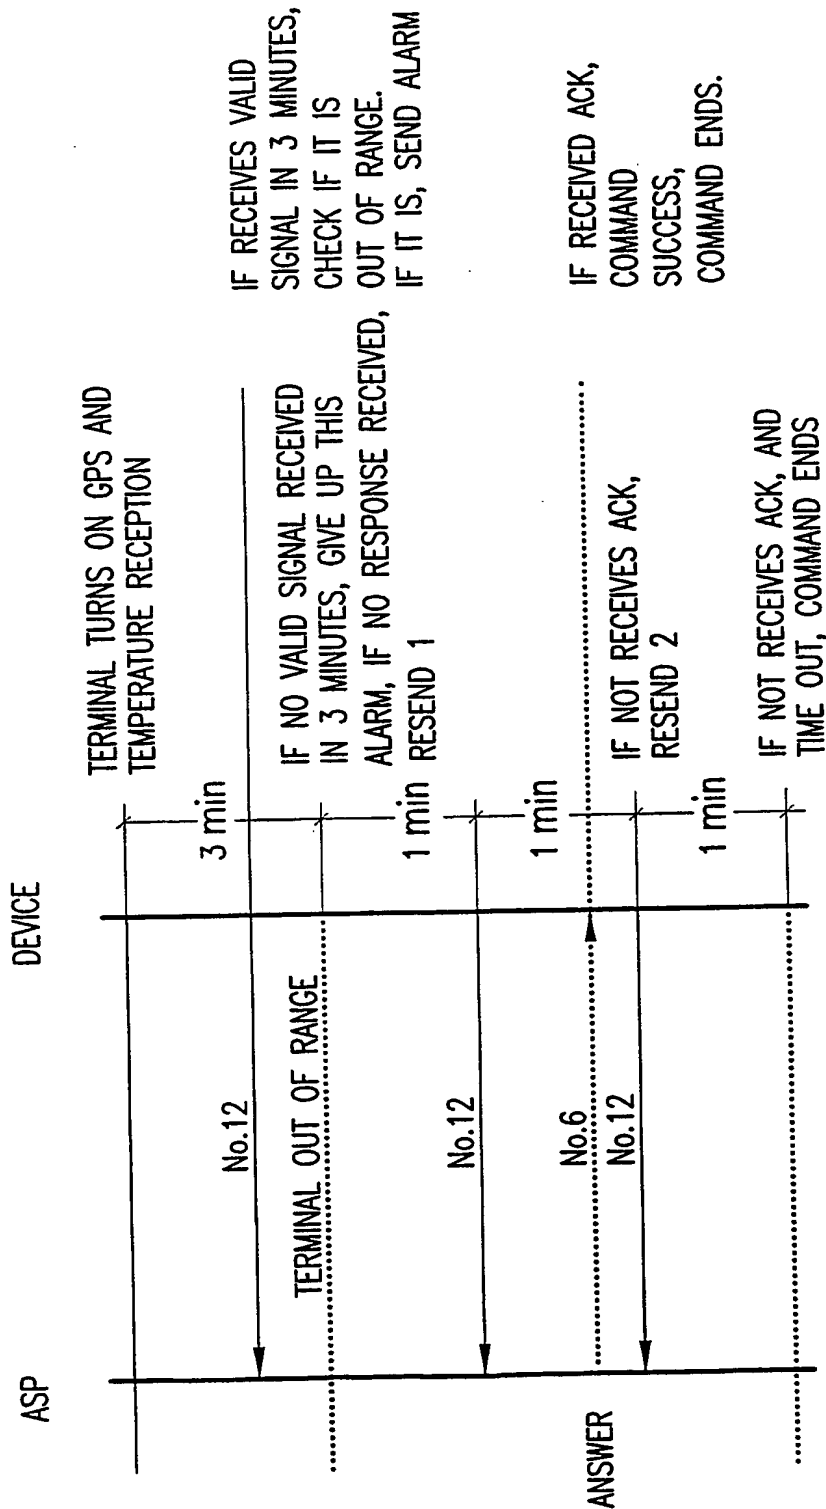 ASP
DEVICE
TERMINAL TURNS ON GPS AND
TEMPERATURE RECEPTION
3 min
No.12
IF RECEIVES VALID
SIGNAL IN 3 MINUTES,
CHECK IF IT IS
OUT OF RANGE.
IF IT IS, SEND ALARM
TERMINAL OUT OF RANGE
IF NO VALID SIGNAL RECEIVED
IN 3 MINUTES, GIVE UP THIS
ALARM, IF NO RESPONSE RECEIVED,
RESEND 1
1 min
No.12
1 min
ANSWER
No.6
IF RECEIVED ACK,
COMMAND
SUCCESS,
COMMAND ENDS.
No.12
IF NOT RECEIVES ACK,
RESEND 2
1 min
IF NOT RECEIVES ACK, AND
TIME OUT, COMMAND ENDS